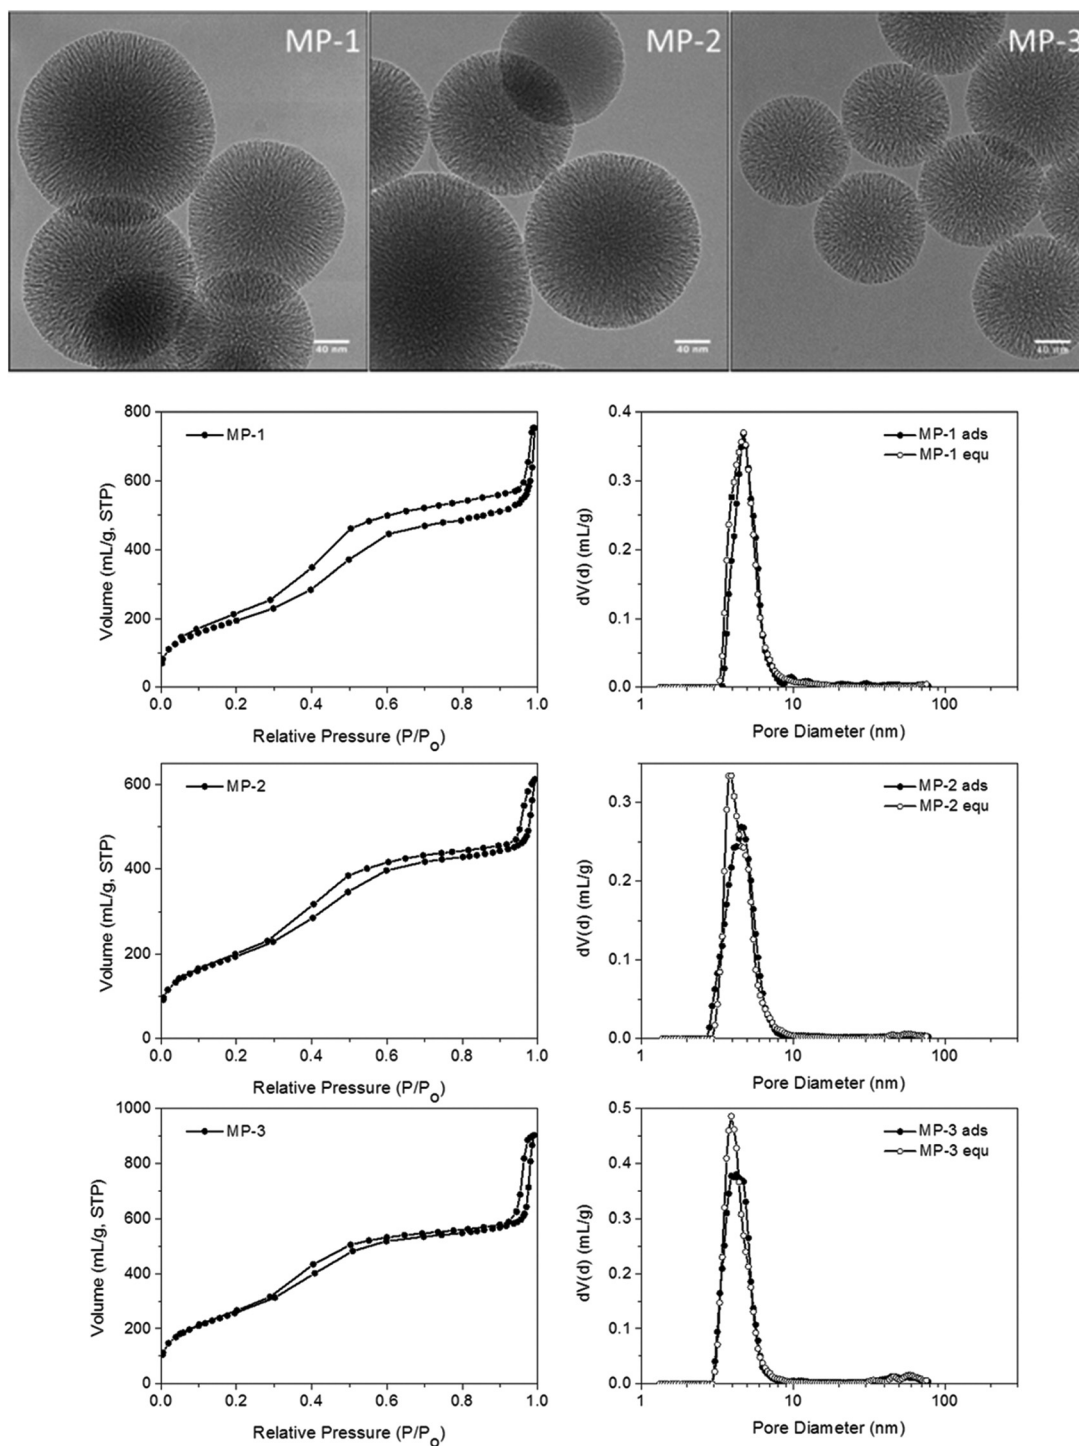 MP-1
MP-2
MP-3
40 nm
40 nm
40 nm
800
600
400
200
0
0.0 0.2 0.4 0.6 0.8 1.0
MP-1
Volume (mL/g, STP)
Relative Pressure (P/Po)
0.4
0.3
0.2
0.1
0.0
1 10 100
MP-1 ads
MP-1 equ
dV(d) (mL/g)
Pore Diameter (nm)
600
400
200
0
0.0 0.2 0.4 0.6 0.8 1.0
MP-2
Volume (mL/g, STP)
Relative Pressure (P/Po)
0.3
0.2
0.1
0.0
1 10 100
MP-2 ads
MP-2 equ
dV(d) (mL/g)
Pore Diameter (nm)
1000
800
600
400
200
0
0.0 0.2 0.4 0.6 0.8 1.0
MP-3
Volume (mL/g, STP)
Relative Pressure (P/Po)
0.5
0.4
0.3
0.2
0.1
0.0
1 10 100
MP-3 ads
MP-3 equ
dV(d) (mL/g)
Pore Diameter (nm)